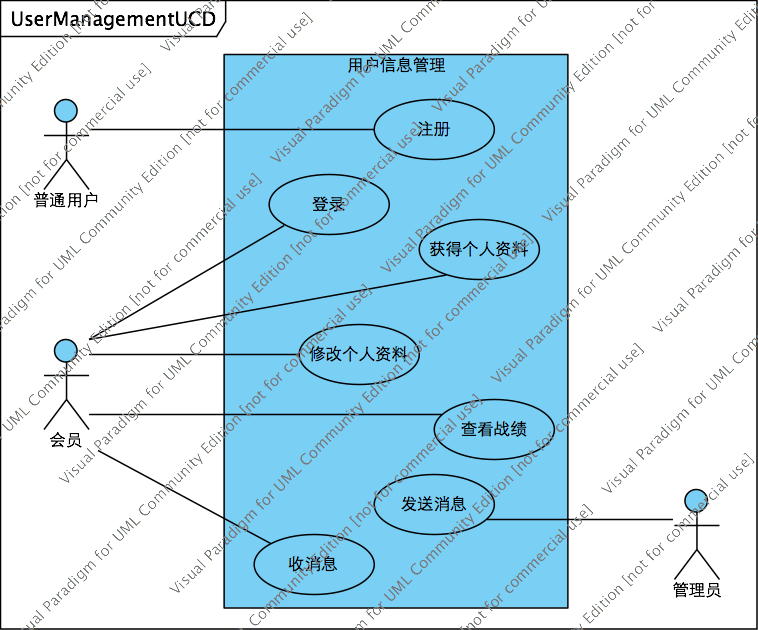 UserManagementUCD
用户信息管理
注册
普通用户
登录
获得个人资料
修改个人资料
会员
查看战绩
发送消息
收消息
管理员
Visual Paradigm for UML Community Edition [not for commercial use]